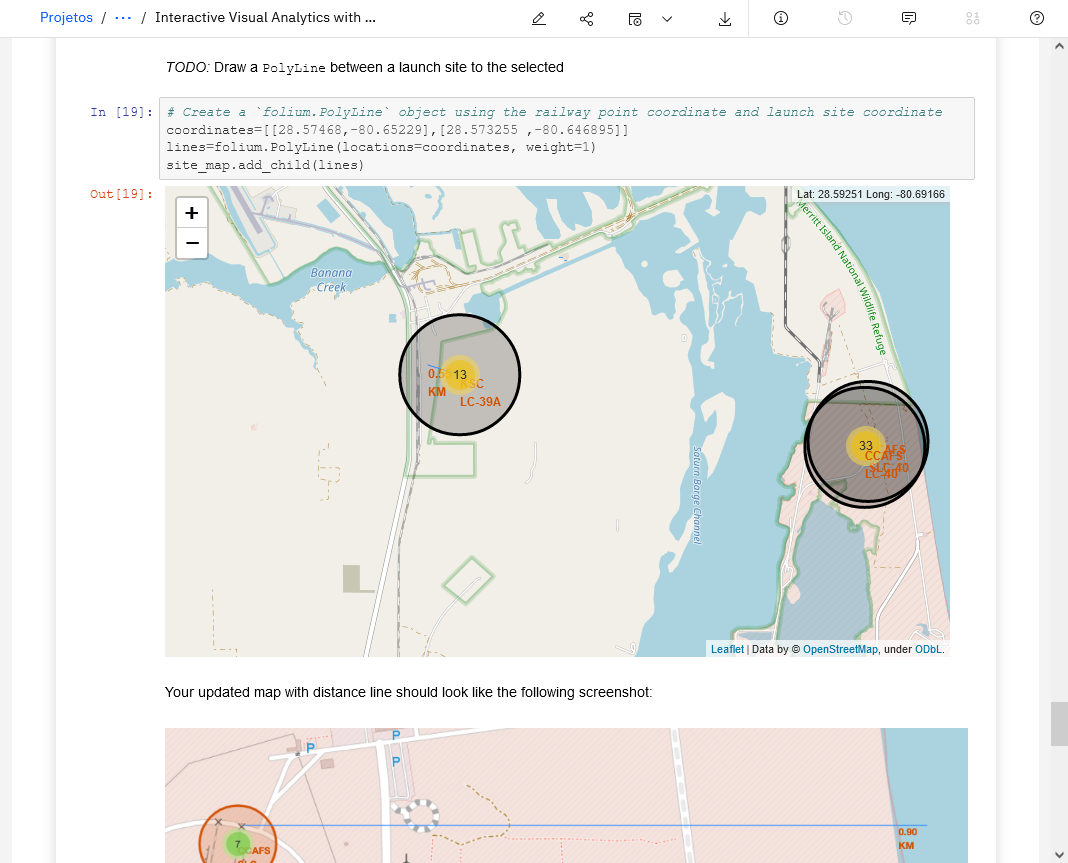 Projetos / ... / Interactive Visual Analytics with ...
TODO: Draw a PolyLine between a launch site to the selected
In [19]:
# Create a `folium.PolyLine` object using the railway point coordinate and launch site coordinate
coordinates=[[28.57468,-80.65229],[28.573255 ,-80.646895]]
lines=folium.PolyLine(locations=coordinates, weight=1)
site_map.add_child(lines)
Out[19]:
+
−
Lat: 28.59251 Long: -80.69166
Merritt Island National Wildlife Refuge
Banana
Creek
13
KSC
KM
LC-39A
33
CCAFS
SLC-40
LC-40
Saturn Barge Channel
Leaflet | Data by © OpenStreetMap, under ODbL.
Your updated map with distance line should look like the following screenshot:
P
P
P
0.90
KM
7
CCAFS